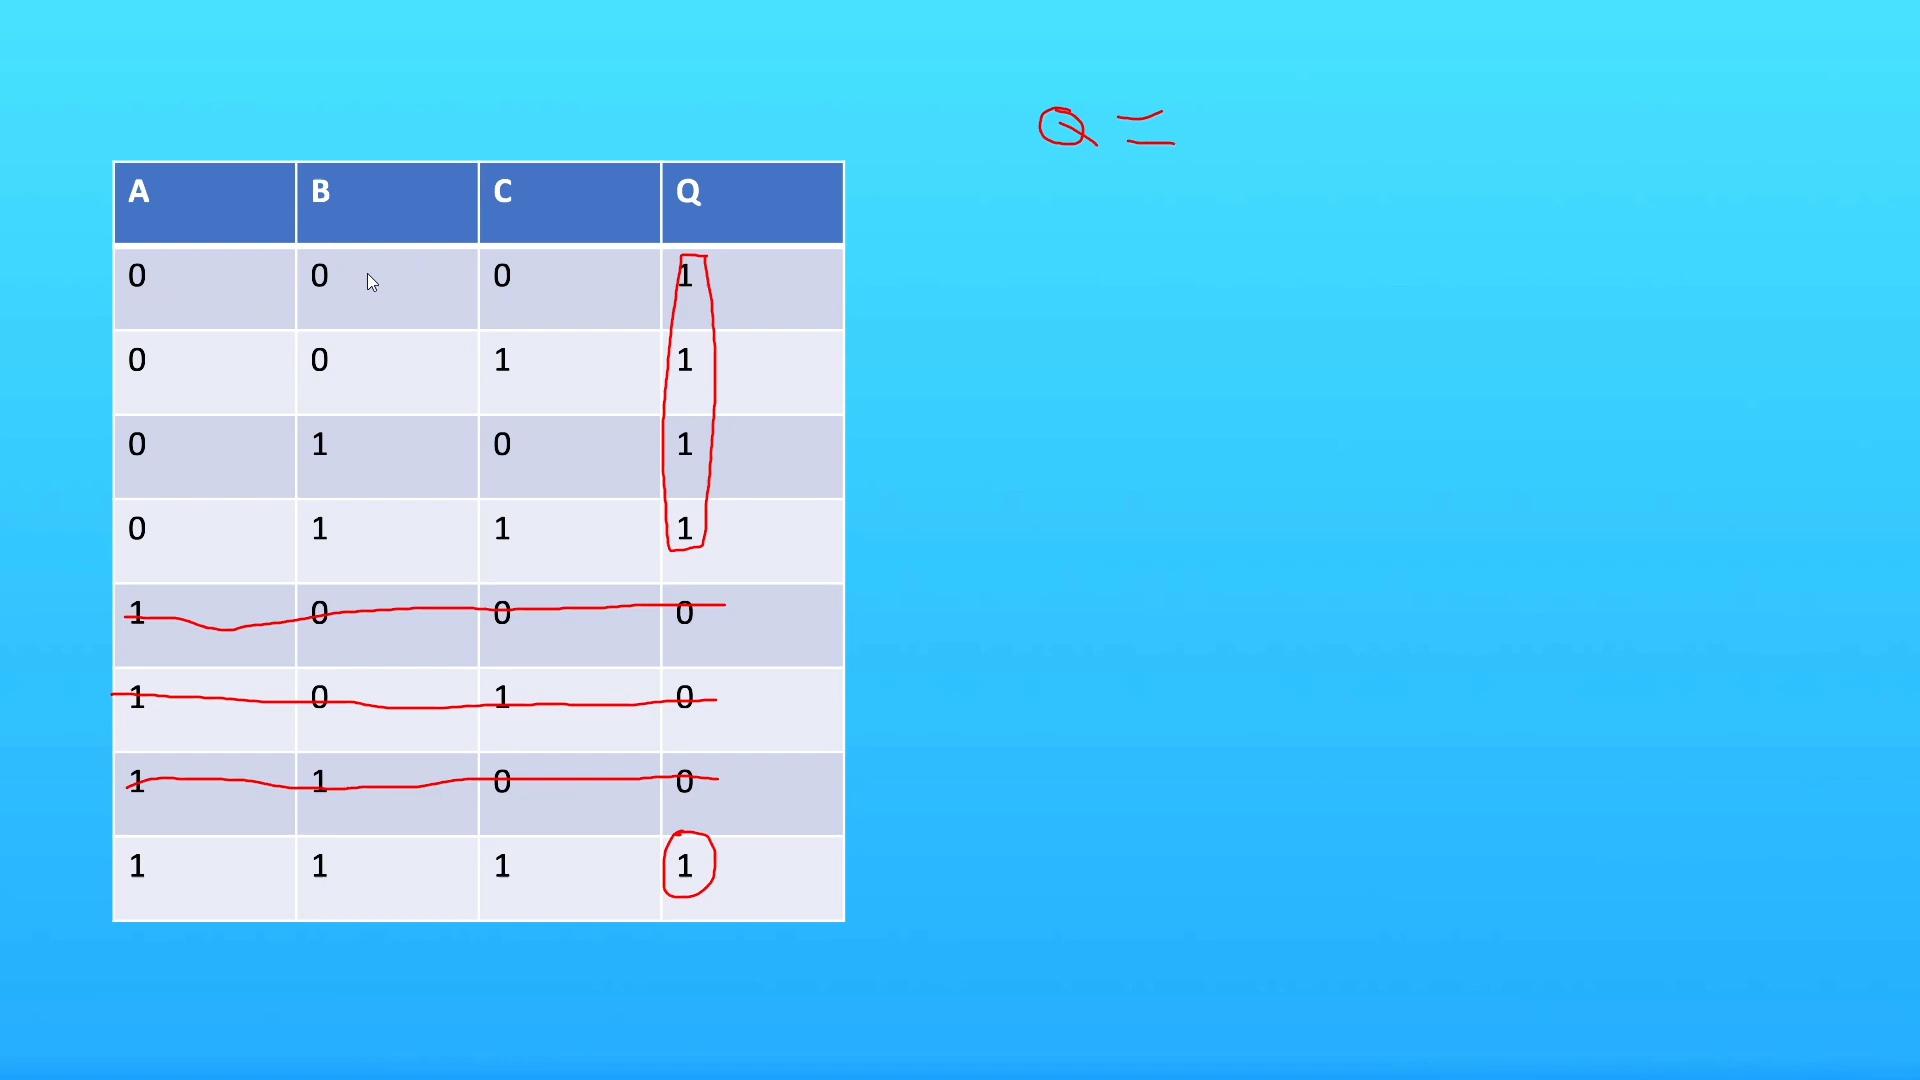 Q =
A B C Q
0 0 0 1
0 0 1 1
0 1 0 1
0 1 1 1
1 0 0 0
1 0 1 0
1 1 0 0
1 1 1 1